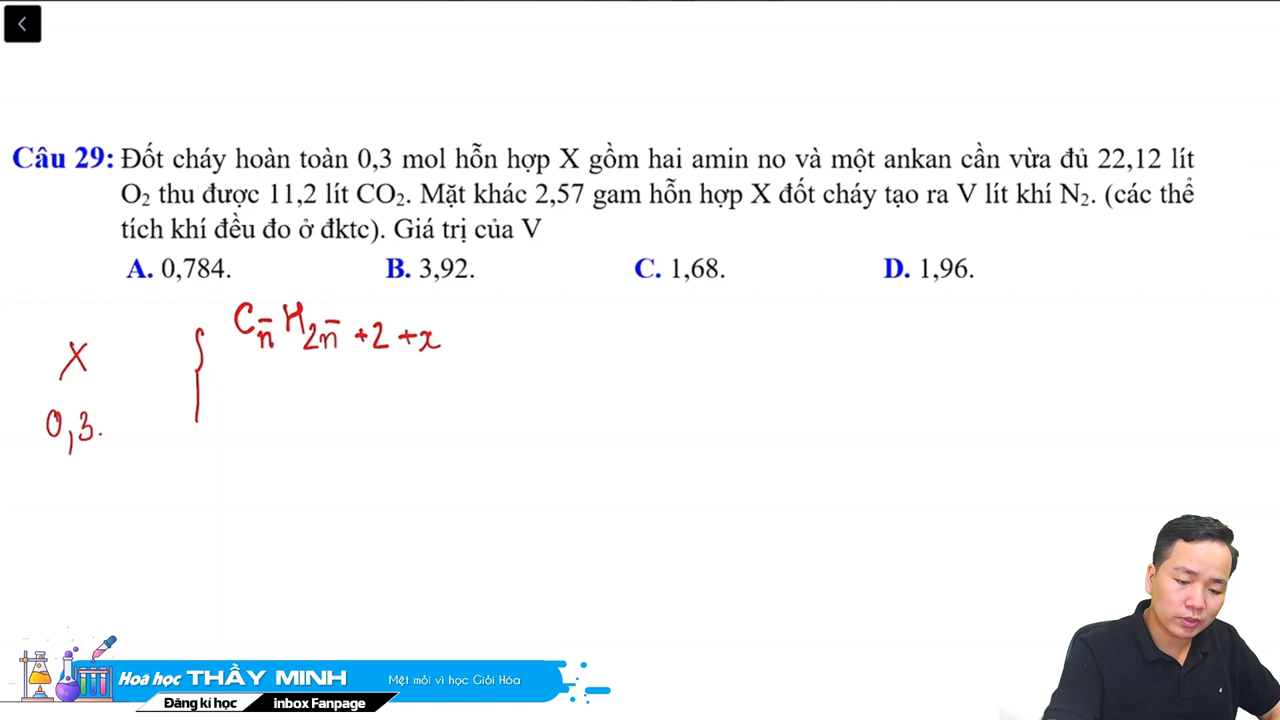 Câu 29: Đốt cháy hoàn toàn 0,3 mol hỗn hợp X gồm hai amin no và một ankan cần vừa đủ 22,12 lít
O₂ thu được 11,2 lít CO₂. Mặt khác 2,57 gam hỗn hợp X đốt cháy tạo ra V lít khí N₂. (các thể
tích khí đều đo ở đktc). Giá trị của V
A. 0,784. B. 3,92. C. 1,68. D. 1,96.
C n̄ H 2n̄ +2 +x
X
0,3.
Hoá học THẦY MINH
Mệt mỏi vì học Giỏi Hóa
Đăng kí học inbox Fanpage